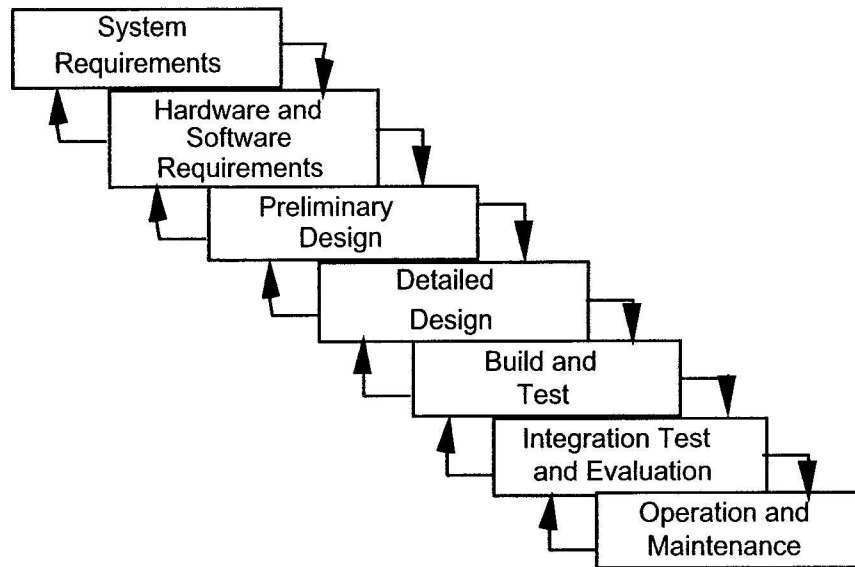 System
Requirements
Hardware and
Software
Requirements
Preliminary
Design
Detailed
Design
Build and
Test
Integration Test
and Evaluation
Operation and
Maintenance